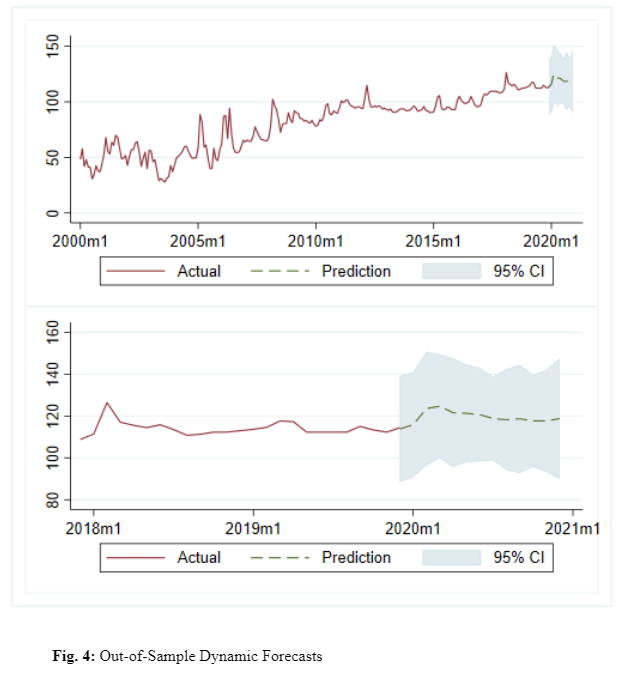 150
100
50
0
2000m1 2005m1 2010m1 2015m1 2020m1
Actual Prediction 95% CI
160
140
120
100
80
2018m1 2019m1 2020m1 2021m1
Actual Prediction 95% CI
Fig. 4: Out-of-Sample Dynamic Forecasts